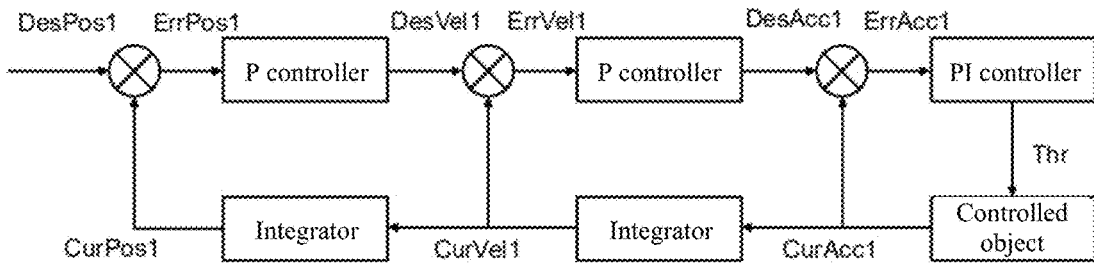 DesPos1 ErrPos1 DesVel1 ErrVel1 DesAcc1 ErrAcc1
P controller P controller PI controller
Thr
Integrator Integrator Controlled
object
CurPos1 CurVel1 CurAcc1